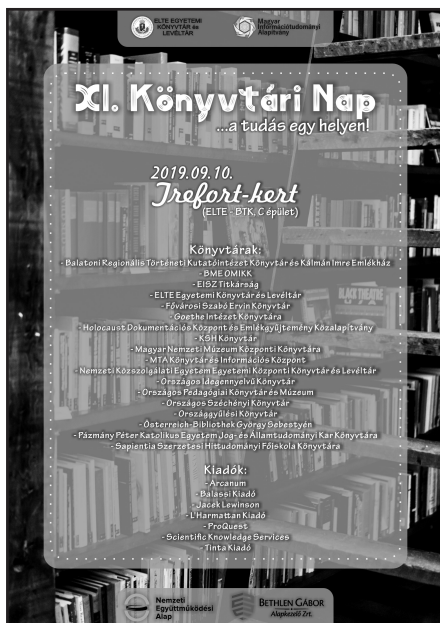 ELTE EGYETEMI
KÖNYVTÁR és
LEVÉLTÁR
Magyar
Információtudományi
Alapítvány
XI. Könyvtári Nap
...a tudás egy helyen!
2019.09.10.
Trefort-kert
(ELTE - BTK, C épület)
Könyvtárak:
- Balatoni Regionális Történeti Kutatóintézet Könyvtár és Kálmán Imre Emlékház
- BME OMIKK
- EISZ Titkárság
- ELTE Egyetemi Könyvtár és Levéltár
- Fővárosi Szabó Ervin Könyvtár
- Goethe Intézet Könyvtára
- Holocaust Dokumentációs Központ és Emlékgyűjtemény Közalapítvány
- KSH Könyvtár
- Magyar Nemzeti Múzeum Központi Könyvtára
- MTA Könyvtár és Információs Központ
- Nemzeti Közszolgálati Egyetem Egyetemi Központi Könyvtár és Levéltár
- Országos Idegennyelvű Könyvtár
- Országos Pedagógiai Könyvtár és Múzeum
- Országos Széchényi Könyvtár
- Országgyűlési Könyvtár
- Österreich-Bibliothek György Sebestyén
- Pázmány Péter Katolikus Egyetem Jog- és Államtudományi Kar Könyvtára
- Sapientia Szerzetesi Hittudományi Főiskola Könyvtára
BLACK THEATRE
Kiadók:
- Arcanum
- Balassi Kiadó
- Jacek Lewinson
- L'Harmattan Kiadó
- ProQuest
- Scientific Knowledge Services
- Tinta Kiadó
Nemzeti
Együttműködési
Alap
BETHLEN GÁBOR
Alapkezelő Zrt.